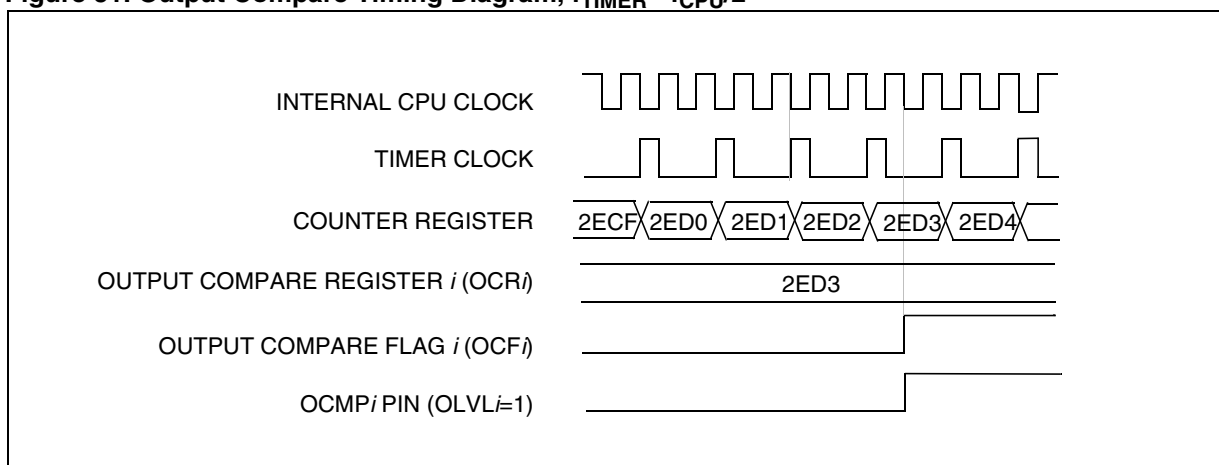 INTERNAL CPU CLOCK
TIMER CLOCK
COUNTER REGISTER 2ECF 2ED0 2ED1 2ED2 2ED3 2ED4
OUTPUT COMPARE REGISTER i (OCRi) 2ED3
OUTPUT COMPARE FLAG i (OCFi)
OCMPi PIN (OLVLi=1)